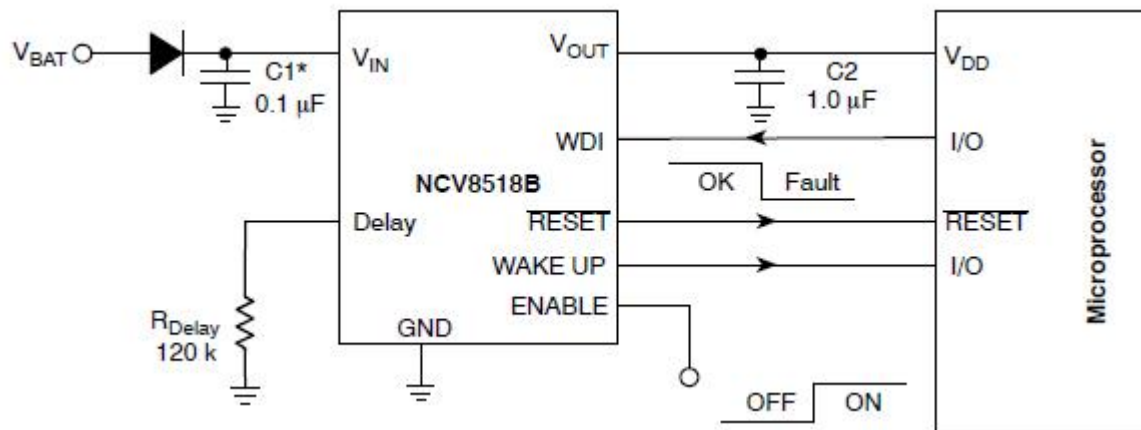 VBAT
C1*
0.1 μF
VIN
VOUT
C2
1.0 μF
VDD
WDI
I/O
NCV8518B
OK
Fault
Delay
RESET
RESET
WAKE UP
I/O
ENABLE
RDelay
120 k
GND
OFF
ON
Microprocessor